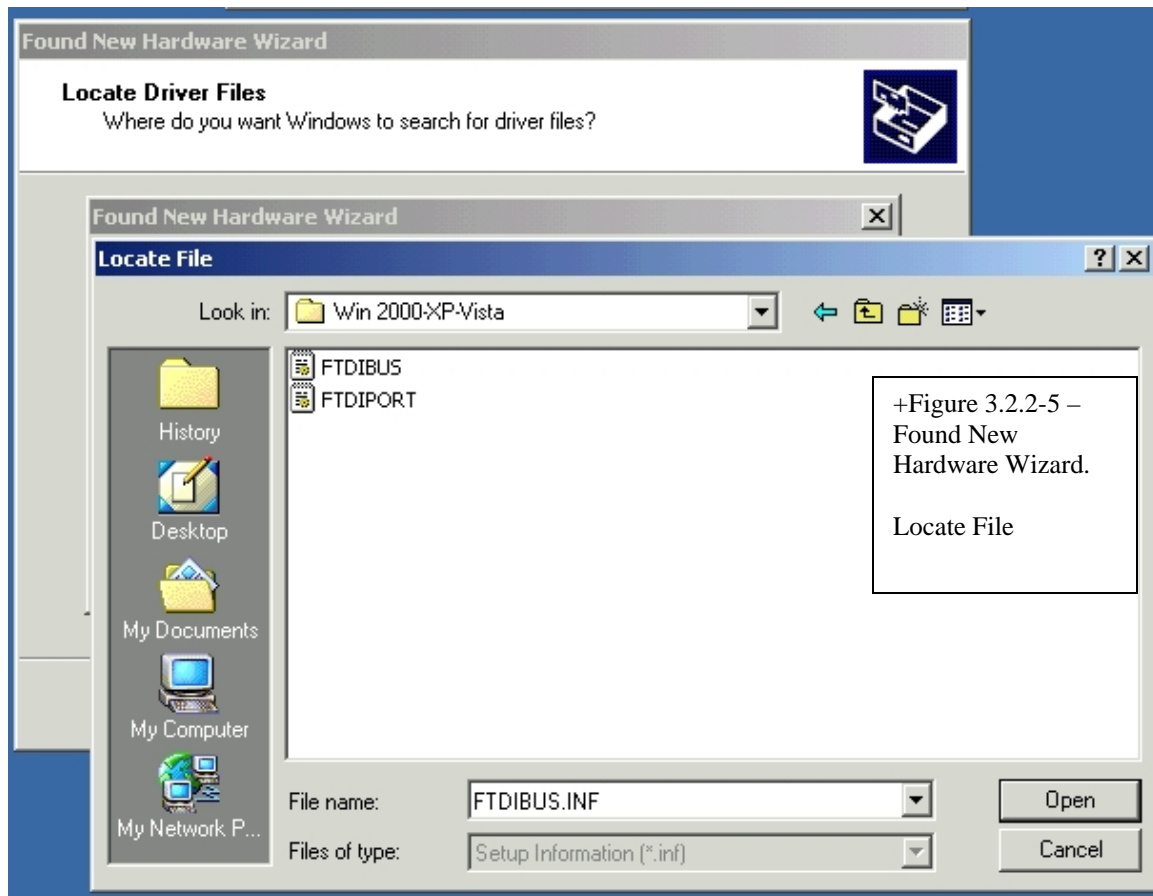 Found New Hardware Wizard
Locate Driver Files
Where do you want Windows to search for driver files?
Found New Hardware Wizard
Locate File
Look in:
Win 2000-XP-Vista
History
Desktop
My Documents
My Computer
My Network P...
FTDIBUS
FTDIPORT
+Figure 3.2.2-5 –
Found New
Hardware Wizard.
Locate File
File name:
FTDIBUS.INF
Open
Files of type:
Setup Information (*.inf)
Cancel